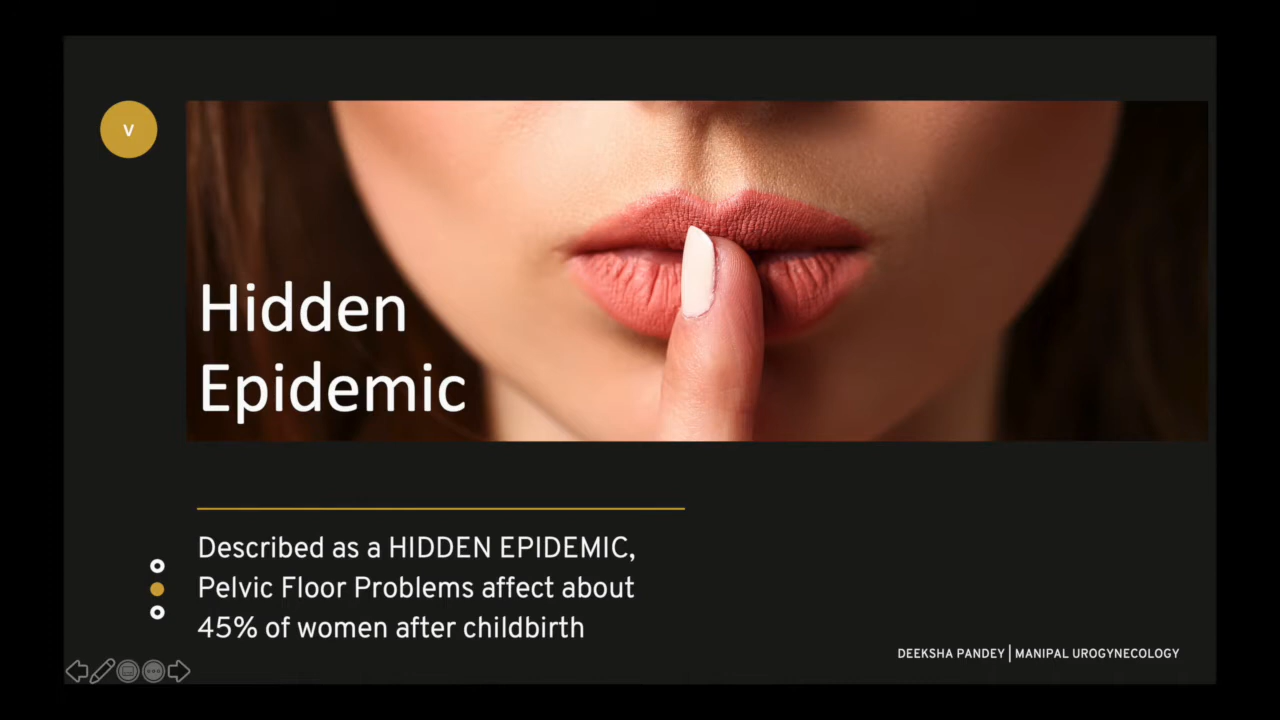 V
Hidden
Epidemic
Described as a HIDDEN EPIDEMIC,
Pelvic Floor Problems affect about
45% of women after childbirth
DEEKSHA PANDEY | MANIPAL UROGYNECOLOGY